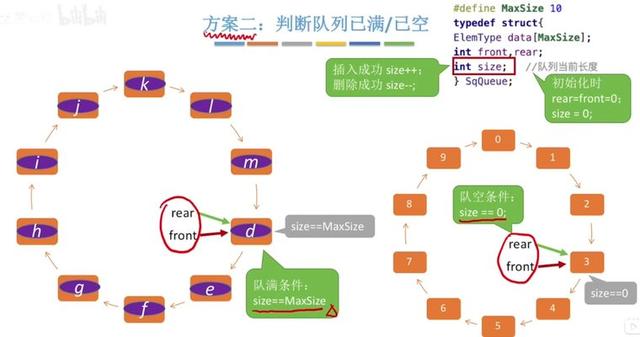 方案二：判断队列已满/已空
#define MaxSize 10
typedef struct{
ElemType data[MaxSize];
int front,rear;
int size; //队列当前长度
} SqQueue;
插入成功 size++；
删除成功 size--;
初始化时
rear=front=0;
size = 0;
k
l
m
d
e
f
g
h
i
j
rear
front
size==MaxSize
队满条件：
size==MaxSize
0
1
2
3
4
5
6
7
8
9
队空条件：
size == 0;
rear
front
size==0